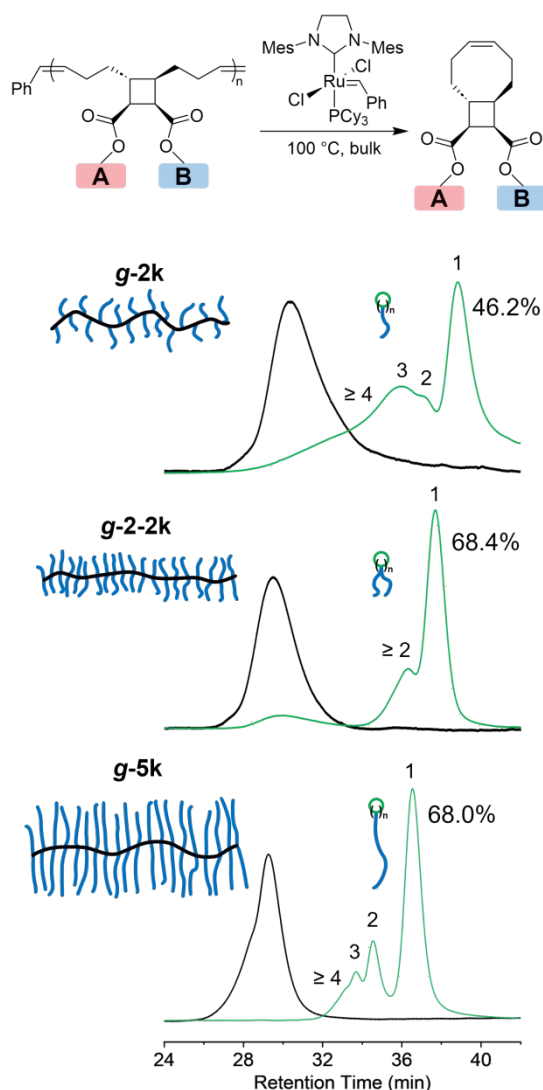 Mes N N Mes
Cl
Ru
Cl Ph
PCy₃
Ph n
O O
O O
A B
100 °C, bulk
O O
O O
A B
g-2k
( )n
1
46.2%
3
2
≥ 4
g-2-2k
( )n
1
68.4%
≥ 2
g-5k
( )n
1
68.0%
2
3
≥ 4
24 28 32 36 40
Retention Time (min)